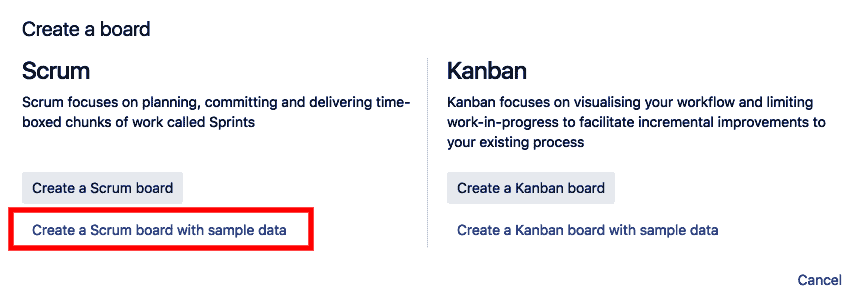 Create a board
Scrum
Scrum focuses on planning, committing and delivering time-
boxed chunks of work called Sprints
Create a Scrum board
Create a Scrum board with sample data
Kanban
Kanban focuses on visualising your workflow and limiting
work-in-progress to facilitate incremental improvements to
your existing process
Create a Kanban board
Create a Kanban board with sample data
Cancel